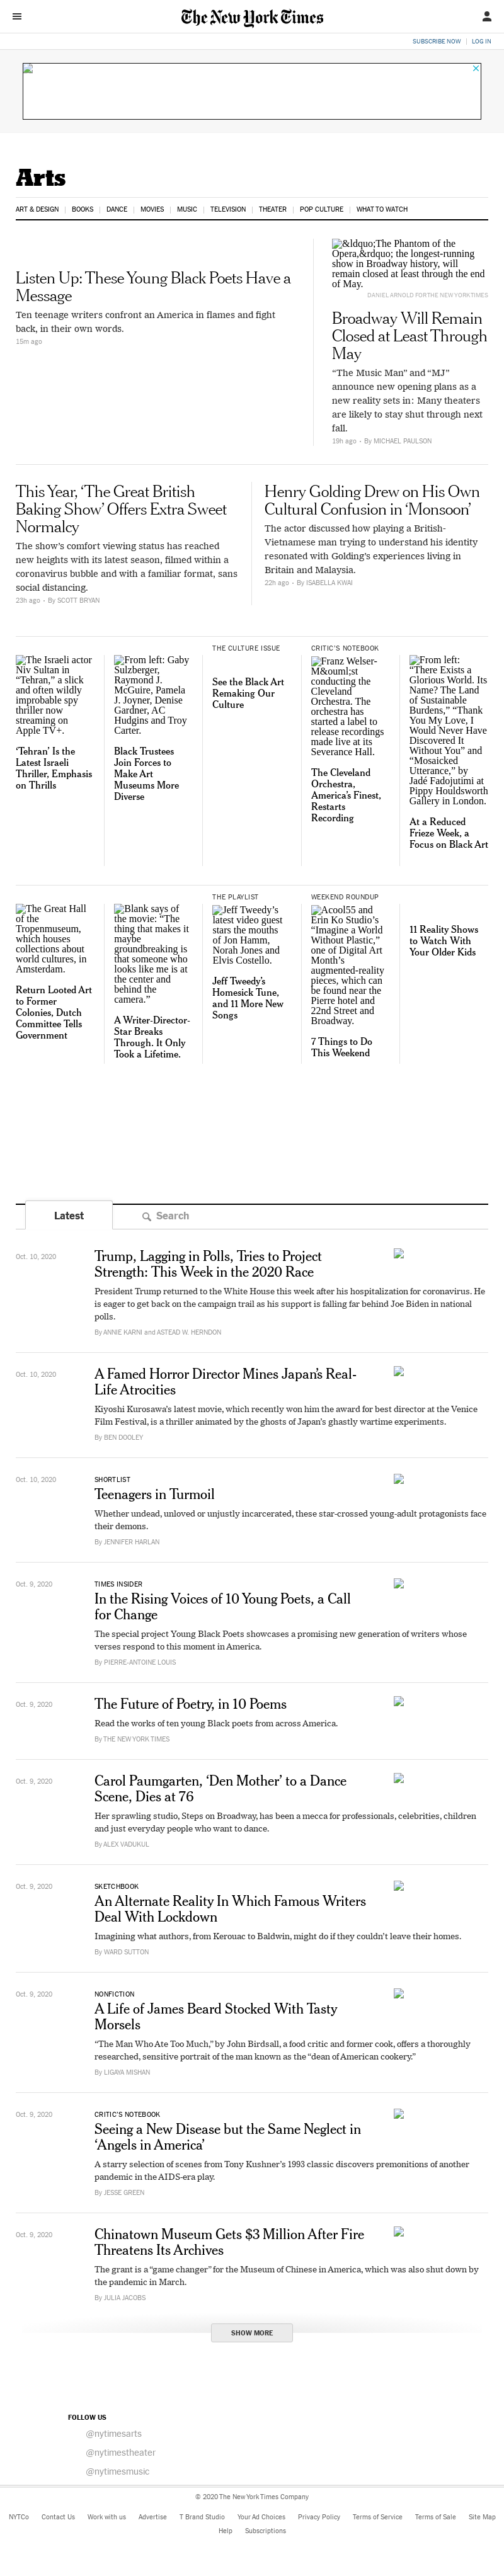 The New York Times
SUBSCRIBE NOW | LOG IN
Arts
ART & DESIGN | BOOKS | DANCE | MOVIES | MUSIC | TELEVISION | THEATER | POP CULTURE | WHAT TO WATCH
Listen Up: These Young Black Poets Have a
Message
Ten teenage writers confront an America in flames and fight
back, in their own words.
15m ago
&ldquo;The Phantom of the
Opera,&rdquo; the longest-running
show in Broadway history, will
remain closed at least through the end
of May.
DANIEL ARNOLD FOR THE NEW YORK TIMES
Broadway Will Remain
Closed at Least Through
May
“The Music Man” and “MJ”
announce new opening plans as a
new reality sets in: Many theaters
are likely to stay shut through next
fall.
19h ago • By MICHAEL PAULSON
This Year, ‘The Great British
Baking Show’ Offers Extra Sweet
Normalcy
The show’s comfort viewing status has reached
new heights with its latest season, filmed within a
coronavirus bubble and with a familiar format, sans
social distancing.
23h ago • By SCOTT BRYAN
Henry Golding Drew on His Own
Cultural Confusion in ‘Monsoon’
The actor discussed how playing a British-
Vietnamese man trying to understand his identity
resonated with Golding’s experiences living in
Britain and Malaysia.
22h ago • By ISABELLA KWAI
The Israeli actor
Niv Sultan in
“Tehran,” a slick
and often wildly
improbable spy
thriller now
streaming on
Apple TV+.
‘Tehran’ Is the
Latest Israeli
Thriller, Emphasis
on Thrills
From left: Gaby
Sulzberger,
Raymond J.
McGuire, Pamela
J. Joyner, Denise
Gardner, AC
Hudgins and Troy
Carter.
Black Trustees
Join Forces to
Make Art
Museums More
Diverse
THE CULTURE ISSUE
See the Black Art
Remaking Our
Culture
CRITIC’S NOTEBOOK
Franz Welser-
M&ouml;st
conducting the
Cleveland
Orchestra. The
orchestra has
started a label to
release recordings
made live at its
Severance Hall.
The Cleveland
Orchestra,
America’s Finest,
Restarts
Recording
From left:
“There Exists a
Glorious World. Its
Name? The Land
of Sustainable
Burdens,” “Thank
You My Love, I
Would Never Have
Discovered It
Without You” and
“Mosaicked
Utterance,” by
Jadé Fadojutimi at
Pippy Houldsworth
Gallery in London.
At a Reduced
Frieze Week, a
Focus on Black Art
The Great Hall
of the
Tropenmuseum,
which houses
collections about
world cultures, in
Amsterdam.
Return Looted Art
to Former
Colonies, Dutch
Committee Tells
Government
Blank says of
the movie: “The
thing that makes it
maybe
groundbreaking is
that someone who
looks like me is at
the center and
behind the
camera.”
A Writer-Director-
Star Breaks
Through. It Only
Took a Lifetime.
THE PLAYLIST
Jeff Tweedy’s
latest video guest
stars the mouths
of Jon Hamm,
Norah Jones and
Elvis Costello.
Jeff Tweedy’s
Homesick Tune,
and 11 More New
Songs
WEEKEND ROUNDUP
Acool55 and
Erin Ko Studio’s
“Imagine a World
Without Plastic,”
one of Digital Art
Month’s
augmented-reality
pieces, which can
be found near the
Pierre hotel and
22nd Street and
Broadway.
7 Things to Do
This Weekend
11 Reality Shows
to Watch With
Your Older Kids
Latest
Search
Oct. 10, 2020
Trump, Lagging in Polls, Tries to Project
Strength: This Week in the 2020 Race
President Trump returned to the White House this week after his hospitalization for coronavirus. He
is eager to get back on the campaign trail as his support is falling far behind Joe Biden in national
polls.
By ANNIE KARNI and ASTEAD W. HERNDON
Oct. 10, 2020
A Famed Horror Director Mines Japan’s Real-
Life Atrocities
Kiyoshi Kurosawa’s latest movie, which recently won him the award for best director at the Venice
Film Festival, is a thriller animated by the ghosts of Japan’s ghastly wartime experiments.
By BEN DOOLEY
Oct. 10, 2020
SHORTLIST
Teenagers in Turmoil
Whether undead, unloved or unjustly incarcerated, these star-crossed young-adult protagonists face
their demons.
By JENNIFER HARLAN
Oct. 9, 2020
TIMES INSIDER
In the Rising Voices of 10 Young Poets, a Call
for Change
The special project Young Black Poets showcases a promising new generation of writers whose
verses respond to this moment in America.
By PIERRE-ANTOINE LOUIS
Oct. 9, 2020
The Future of Poetry, in 10 Poems
Read the works of ten young Black poets from across America.
By THE NEW YORK TIMES
Oct. 9, 2020
Carol Paumgarten, ‘Den Mother’ to a Dance
Scene, Dies at 76
Her sprawling studio, Steps on Broadway, has been a mecca for professionals, celebrities, children
and just everyday people who want to dance.
By ALEX VADUKUL
Oct. 9, 2020
SKETCHBOOK
An Alternate Reality In Which Famous Writers
Deal With Lockdown
Imagining what authors, from Kerouac to Baldwin, might do if they couldn’t leave their homes.
By WARD SUTTON
Oct. 9, 2020
NONFICTION
A Life of James Beard Stocked With Tasty
Morsels
“The Man Who Ate Too Much,” by John Birdsall, a food critic and former cook, offers a thoroughly
researched, sensitive portrait of the man known as the “dean of American cookery.”
By LIGAYA MISHAN
Oct. 9, 2020
CRITIC’S NOTEBOOK
Seeing a New Disease but the Same Neglect in
‘Angels in America’
A starry selection of scenes from Tony Kushner’s 1993 classic discovers premonitions of another
pandemic in the AIDS-era play.
By JESSE GREEN
Oct. 9, 2020
Chinatown Museum Gets $3 Million After Fire
Threatens Its Archives
The grant is a “game changer” for the Museum of Chinese in America, which was also shut down by
the pandemic in March.
By JULIA JACOBS
SHOW MORE
FOLLOW US
@nytimesarts
@nytimestheater
@nytimesmusic
© 2020 The New York Times Company
NYTCo Contact Us Work with us Advertise T Brand Studio Your Ad Choices Privacy Policy Terms of Service Terms of Sale Site Map
Help Subscriptions